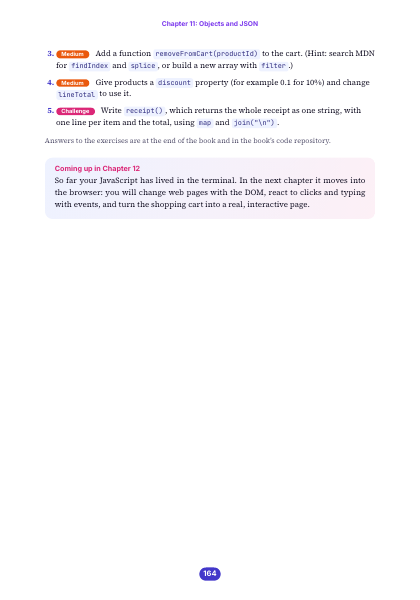 Chapter 11: Objects and JSON
3. Medium Add a function removeFromCart(productId) to the cart. (Hint: search MDN
for findIndex and splice, or build a new array with filter.)
4. Medium Give products a discount property (for example 0.1 for 10%) and change
lineTotal to use it.
5. Challenge Write receipt(), which returns the whole receipt as one string, with
one line per item and the total, using map and join("\n").
Answers to the exercises are at the end of the book and in the book's code repository.
Coming up in Chapter 12
So far your JavaScript has lived in the terminal. In the next chapter it moves into
the browser: you will change web pages with the DOM, react to clicks and typing
with events, and turn the shopping cart into a real, interactive page.
164